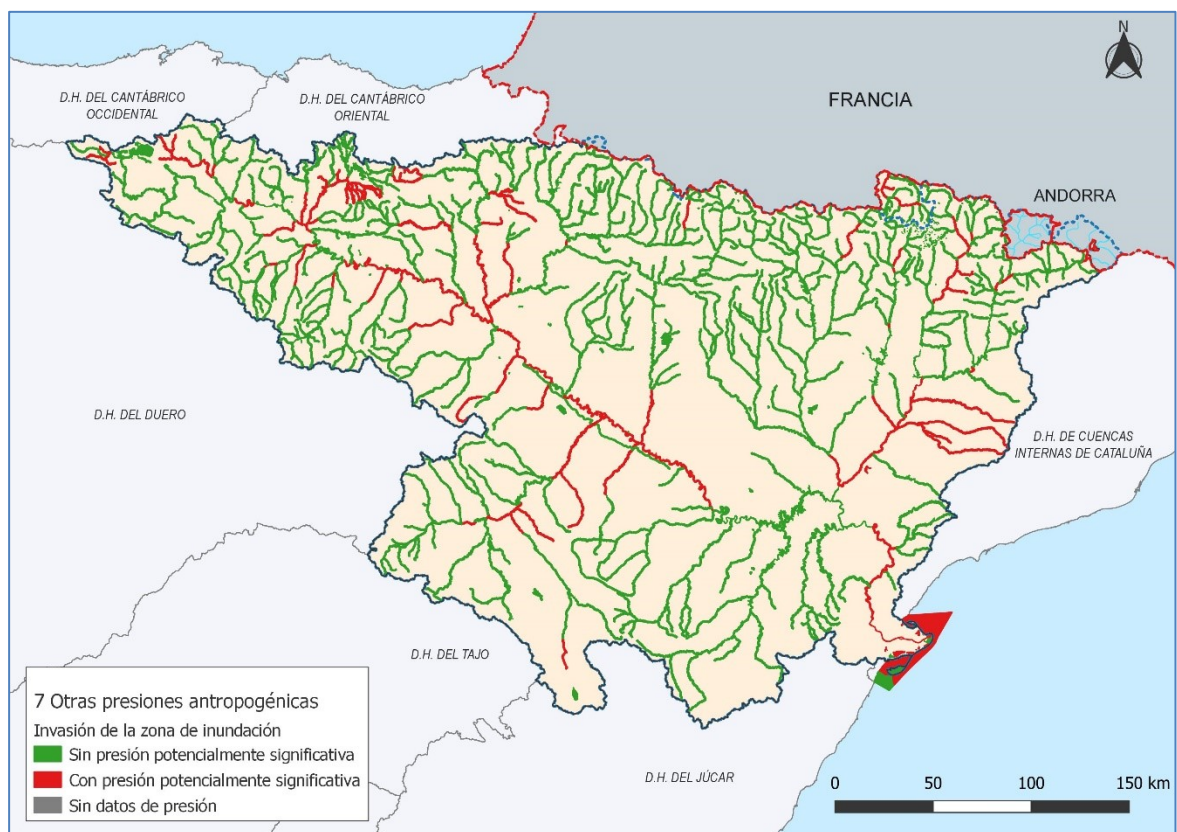 N
D.H. DEL CANTÁBRICO
OCCIDENTAL
D.H. DEL CANTÁBRICO
ORIENTAL
FRANCIA
ANDORRA
D.H. DEL DUERO
D.H. DE CUENCAS
INTERNAS DE CATALUÑA
D.H. DEL TAJO
D.H. DEL JÚCAR
7 Otras presiones antropogénicas
Invasión de la zona de inundación
Sin presión potencialmente significativa
Con presión potencialmente significativa
Sin datos de presión
0 50 100 150 km